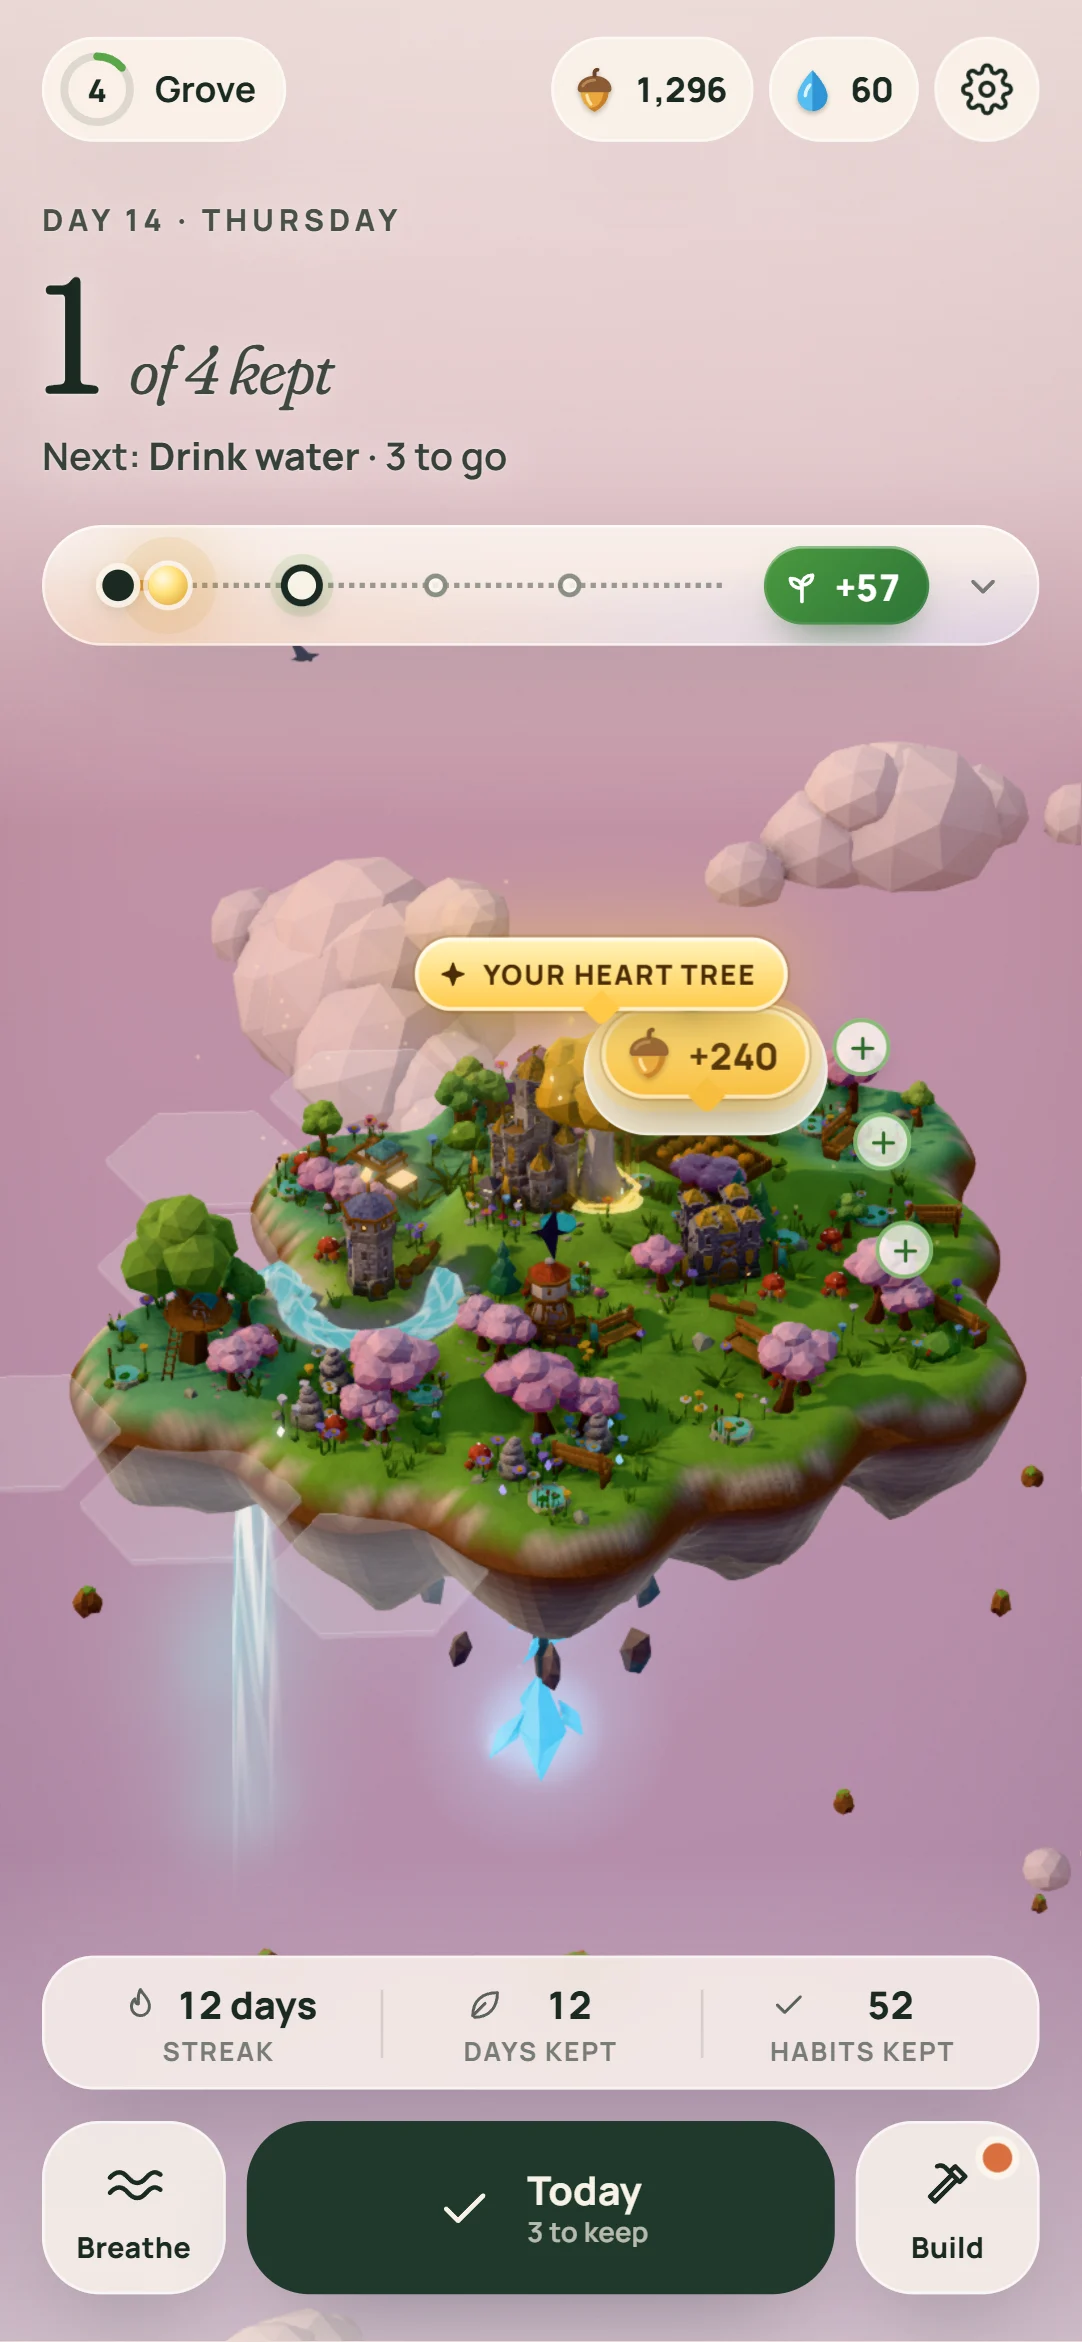 4 Grove
1,296
60
DAY 14 · THURSDAY
1 of 4 kept
Next: Drink water · 3 to go
+57
YOUR HEART TREE
+240
12 days
STREAK
12
DAYS KEPT
52
HABITS KEPT
Breathe
Today
3 to keep
Build